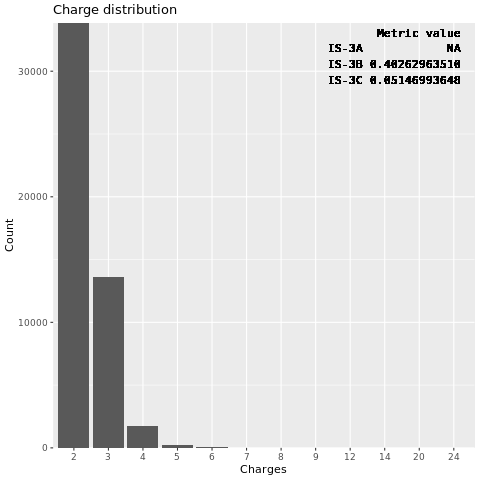 Charge distribution
Metric value
IS-3A NA
IS-3B 0.40262963510
IS-3C 0.05146993648
30000
20000
10000
0
Count
2 3 4 5 6 7 8 9 12 14 20 24
Charges